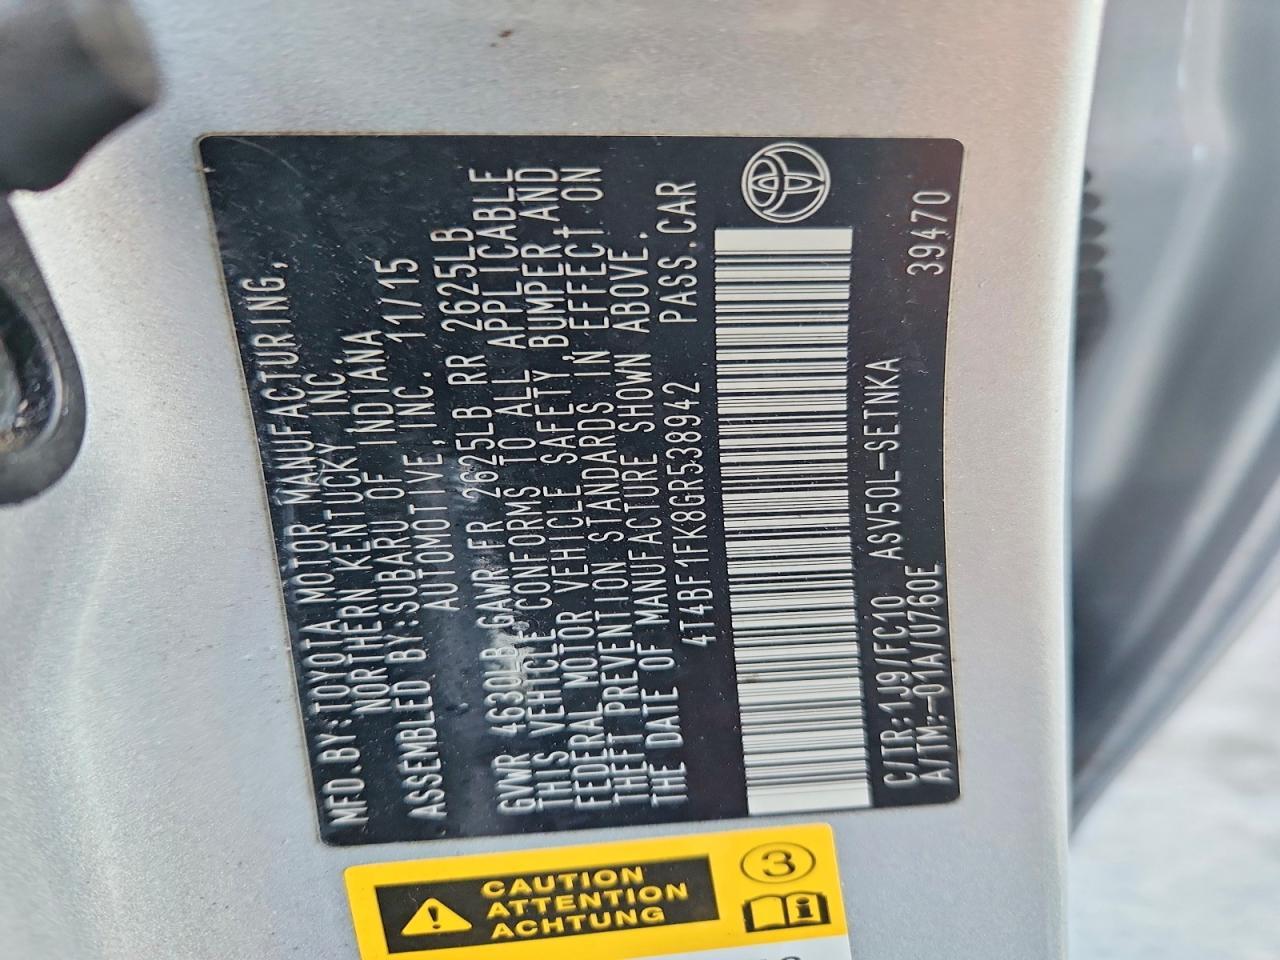 MFD.BY:TOYOTA MOTOR MANUFACTURING,
NORTHERN KENTUCKY INC.
ASSEMBLED BY:SUBARU OF INDIANA
AUTOMOTIVE,INC. 11/15
GVWR 4630LB GAWR FR 2625LB RR 2625LB
THIS VEHICLE CONFORMS TO ALL APPLICABLE
FEDERAL MOTOR VEHICLE SAFETY,BUMPER AND
THEFT PREVENTION STANDARDS IN EFFECT ON
THE DATE OF MANUFACTURE SHOWN ABOVE.
4T4BF1FK8GR538942 PASS.CAR
C/TR:1J9/FC10 ASV50L-SETNKA 39470
A/TM:-01A/U760E
CAUTION
ATTENTION
ACHTUNG
3